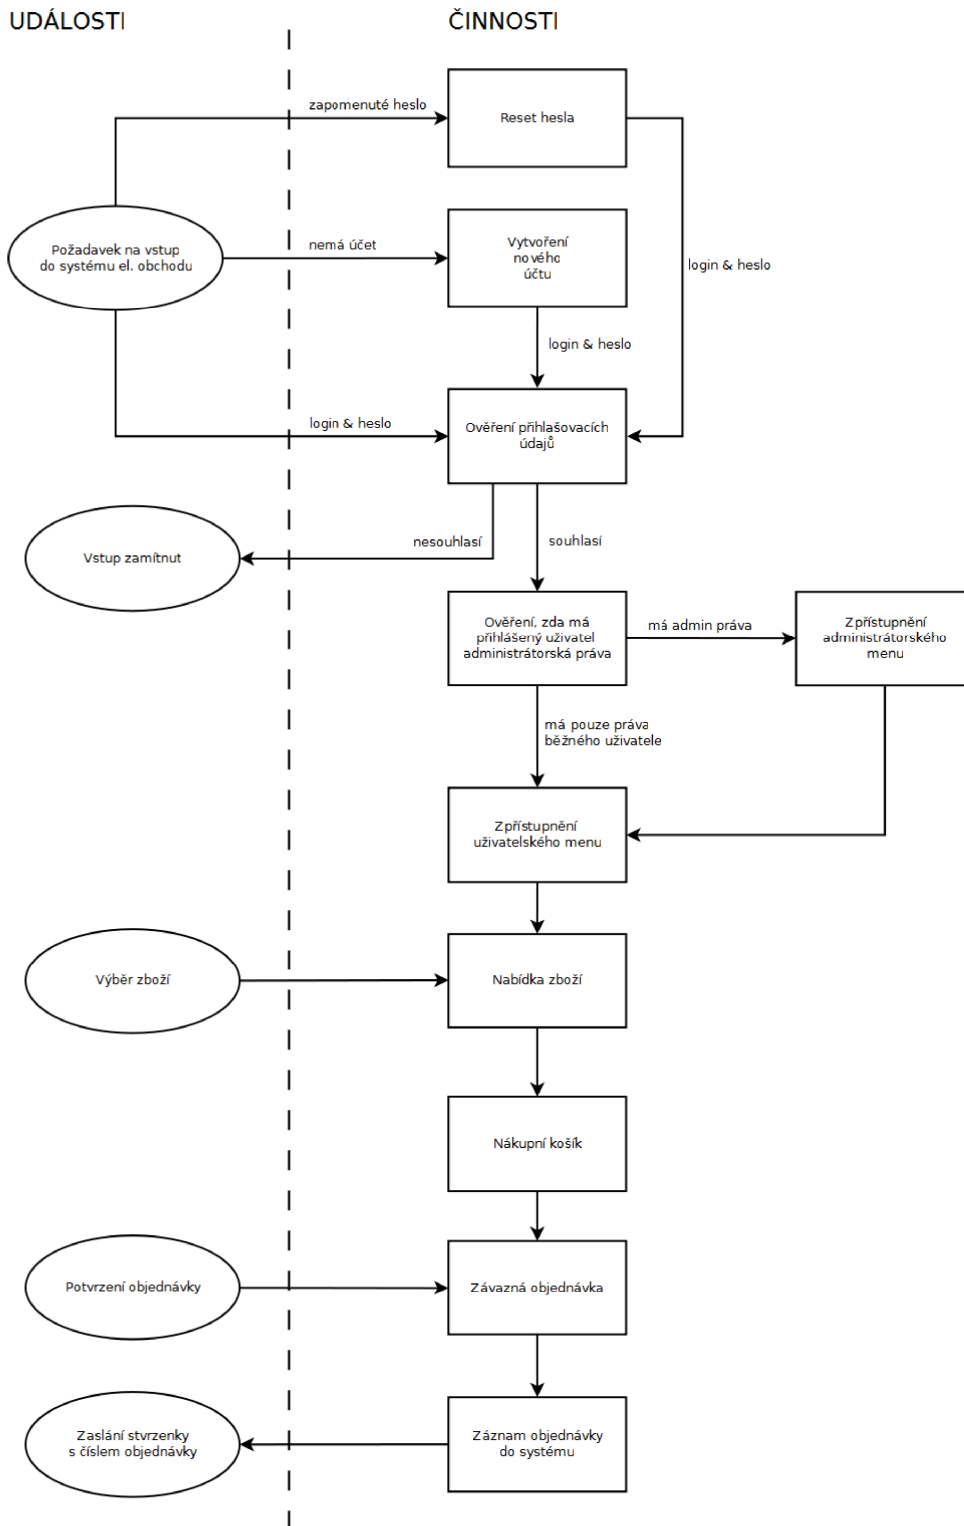 UDÁLOSTI
ČINNOSTI
zapomenuté heslo
Reset hesla
Požadavek na vstup
do systému el. obchodu
nemá účet
Vytvoření
nového
účtu
login & heslo
login & heslo
login & heslo
Ověření přihlašovacích
údajů
Vstup zamítnut
nesouhlasí
souhlasí
Ověření, zda má
přihlášený uživatel
administrátorská práva
má admin práva
Zpřístupnění
administrátorského
menu
má pouze práva
běžného uživatele
Zpřístupnění
uživatelského menu
Výběr zboží
Nabídka zboží
Nákupní košík
Potvrzení objednávky
Závazná objednávka
Zaslání stvrzenky
s číslem objednávky
Záznam objednávky
do systému